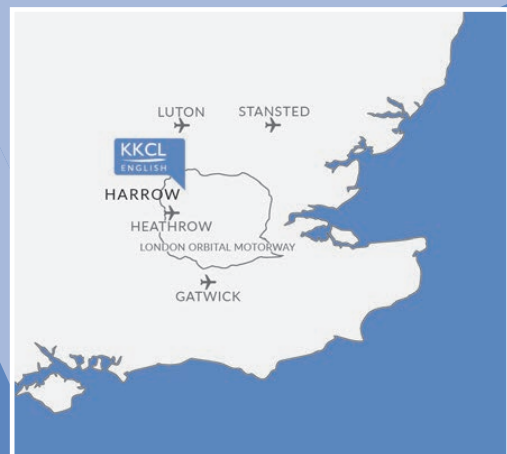 LUTON
STANSTED
KKCL
ENGLISH
HARROW
HEATHROW
LONDON ORBITAL MOTORWAY
GATWICK